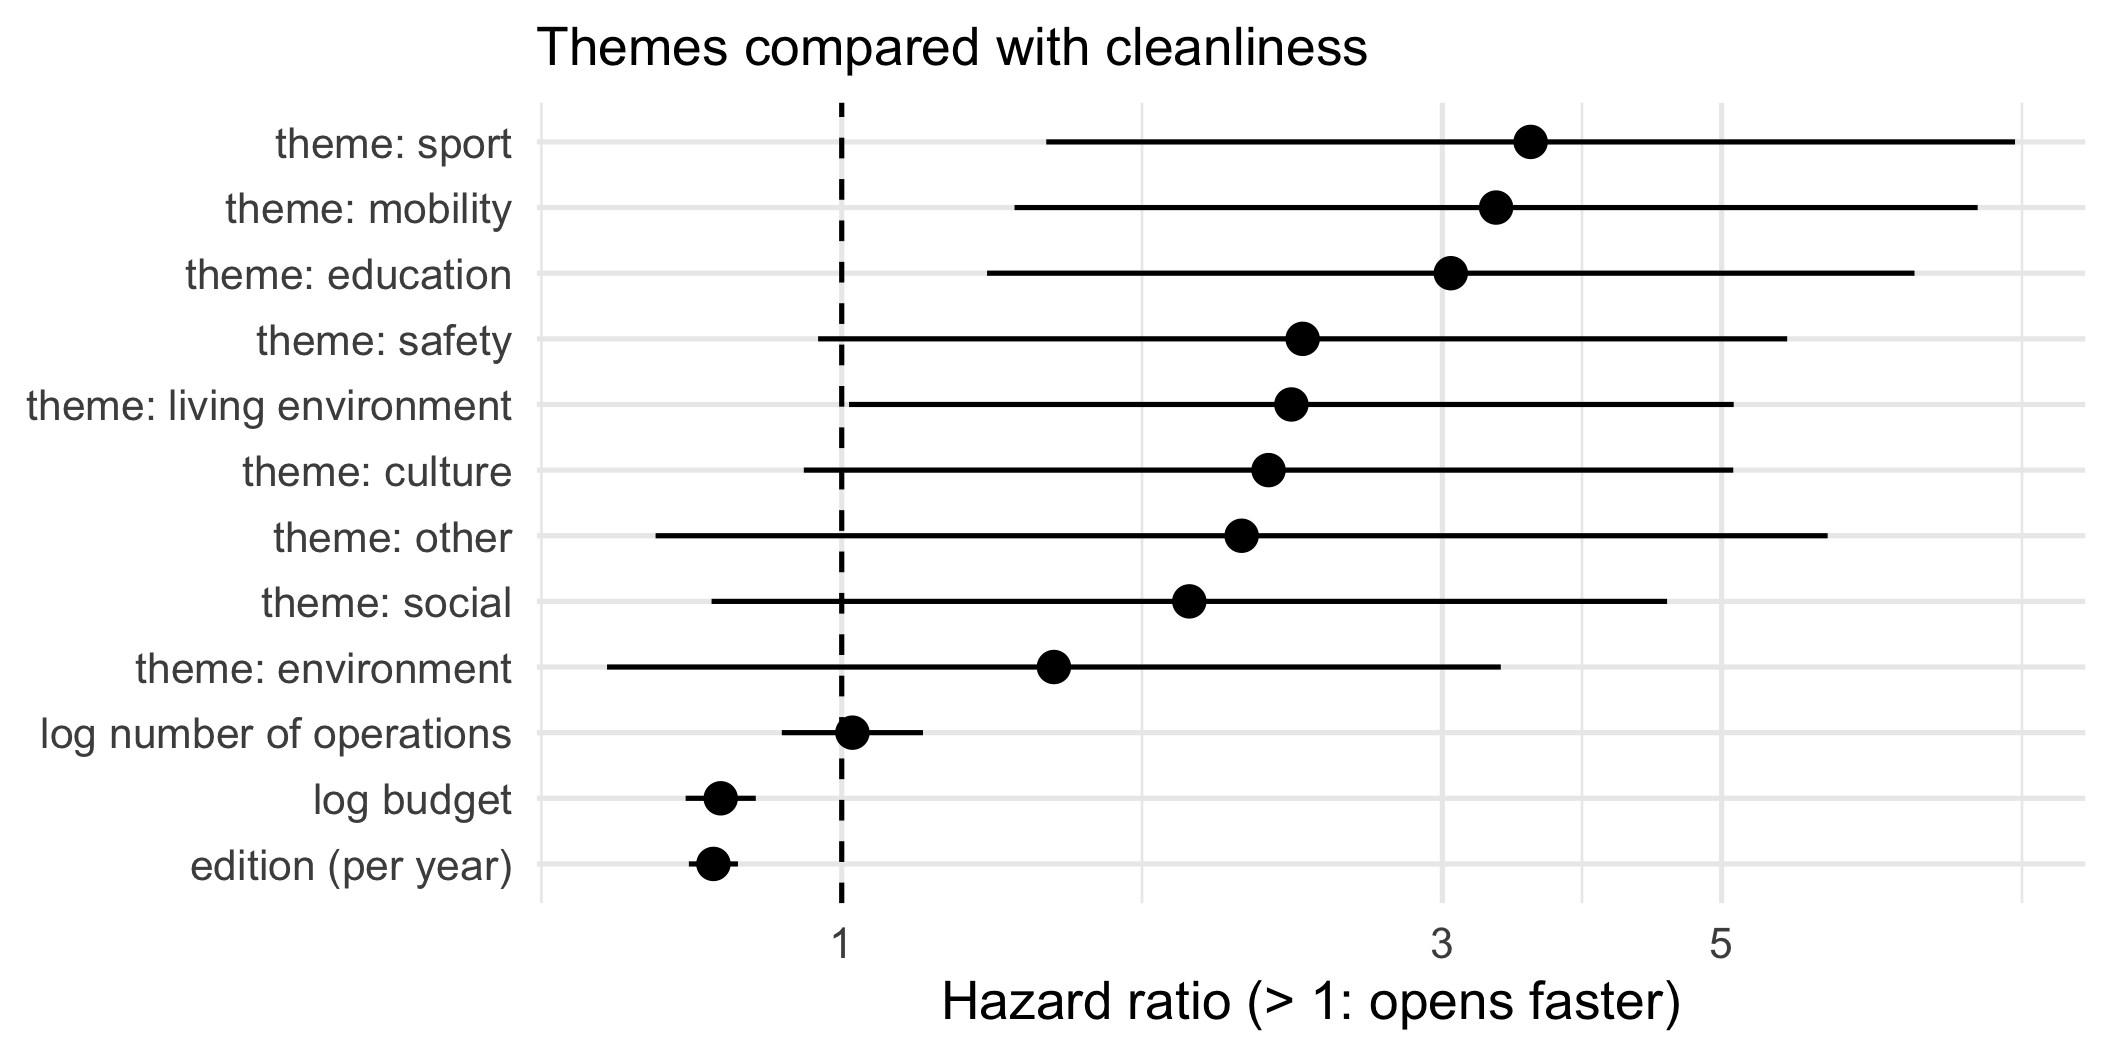 Themes compared with cleanliness
theme: sport
theme: mobility
theme: education
theme: safety
theme: living environment
theme: culture
theme: other
theme: social
theme: environment
log number of operations
log budget
edition (per year)
1 3 5
Hazard ratio (> 1: opens faster)